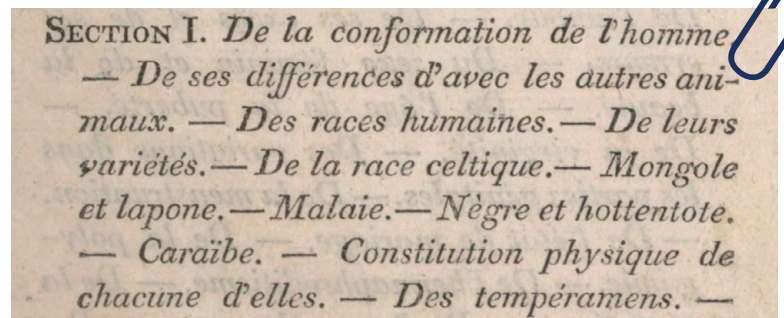 SECTION I. De la conformation de l'homme.
— De ses différences d'avec les autres ani-
maux. — Des races humaines. — De leurs
variétés. — De la race celtique. — Mongole
et lapone. — Malaie. — Nègre et hottentote.
— Caraïbe. — Constitution physique de
chacune d'elles. — Des tempéramens. —